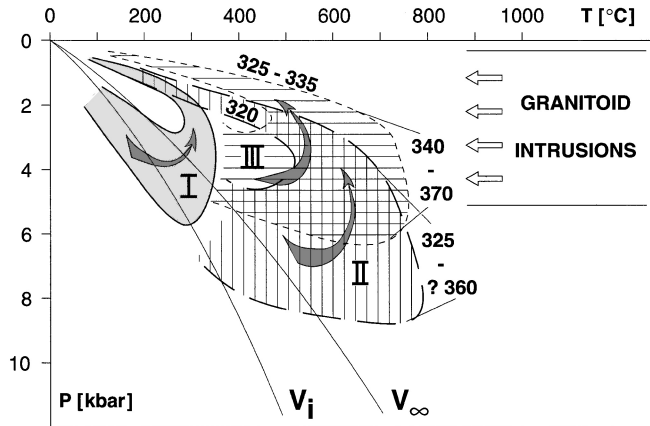 0 200 400 600 800 1000 T [°C]
0
325 - 335
2
320
GRANITOID
340
III
INTRUSIONS
4
-
I
370
6
325
II
-
8
? 360
10
P [kbar]
Vi
V∞